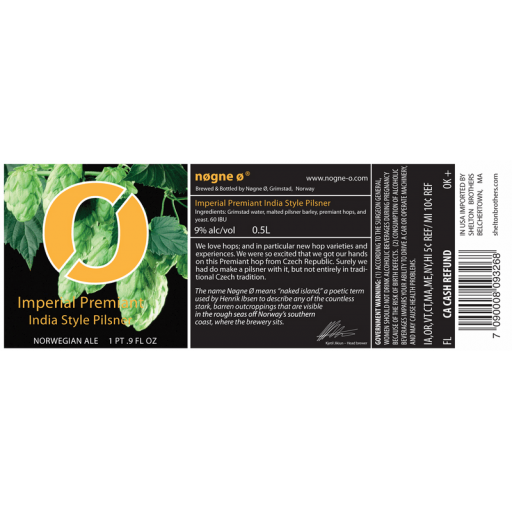 Ø
Imperial Premiant
India Style Pilsner
NORWEGIAN ALE 1 PT .9 FL OZ
nøgne ø®
www.nogne-o.com
Brewed & Bottled by Nøgne Ø, Grimstad, Norway
Imperial Premiant India Style Pilsner
Ingredients: Grimstad water, malted pilsner barley, premiant hops, and
yeast. 60 IBU
9% alc/vol 0.5L
We love hops; and in particular new hop varieties and
experiences. We were so excited that we got our hands
on this Premiant hop from Czech Republic. Surely we
had do make a pilsner with it, but not entirely in tradi-
tional Czech tradition.
The name Nøgne Ø means “naked island,” a poetic term
used by Henrik Ibsen to describe any of the countless
stark, barren outcroppings that are visible
in the rough seas off Norway’s southern
coast, where the brewery sits.
Kjetil Jikiun – Head brewer
GOVERNMENT WARNING: (1) ACCORDING TO THE SURGEON GENERAL,
WOMEN SHOULD NOT DRINK ALCOHOLIC BEVERAGES DURING PREGNANCY
BECAUSE OF THE RISK OF BIRTH DEFECTS. (2) CONSUMPTION OF ALCOHOLIC
BEVERAGES IMPAIRS YOUR ABILITY TO DRIVE A CAR OR OPERATE MACHINERY,
AND MAY CAUSE HEALTH PROBLEMS.
IA,OR,VT,CT,MA,ME,NY,HI 5¢ REF/ MI 10¢ REF
FL CA CASH REFUND OK +
7 090008 093268
IN USA IMPORTED BY
SHELTON BROTHERS
BELCHERTOWN, MA
sheltonbrothers.com